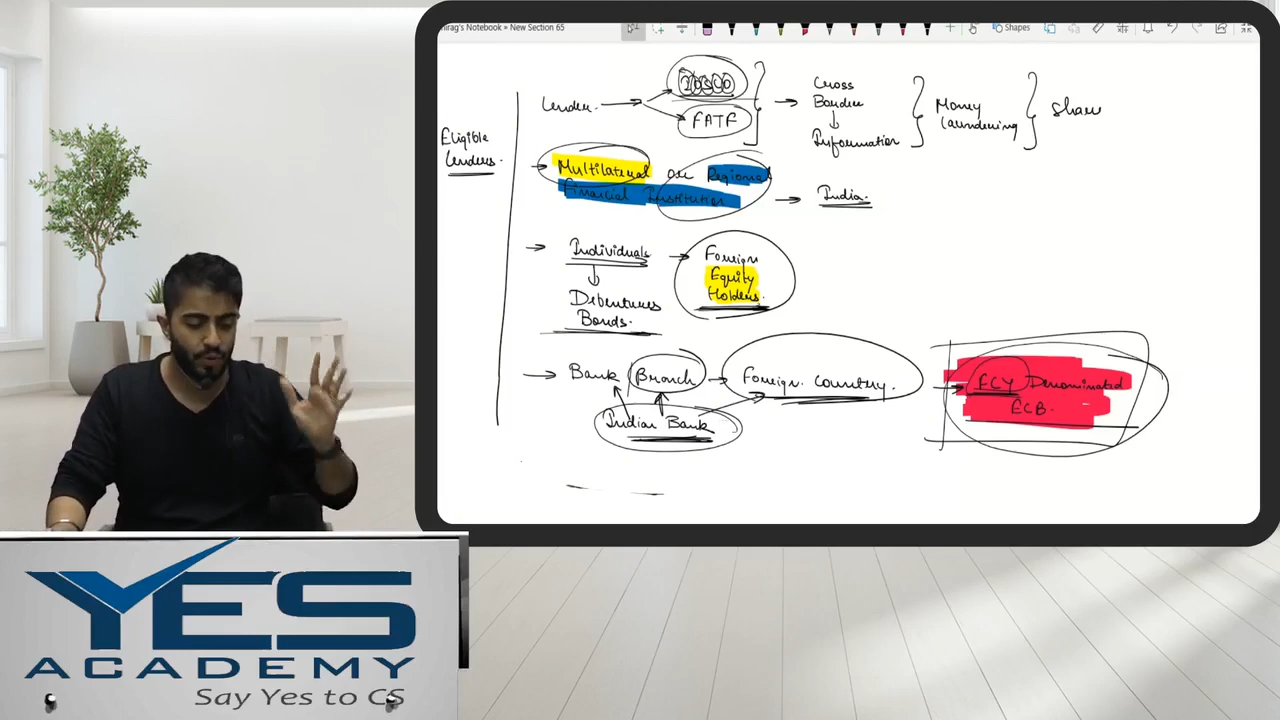 irag's Notebook » New Section 65
Shapes
Eligible
Lenders.
Lender.
FATF
Cross
Border
Information
Money
Laundering
Share
Multilateral or Regional
Financial Institution
India
Individuals
Foreign
Equity
Holders.
Debentures
Bonds.
Bank Branch
Foreign. Country.
Indian Bank
FCY Denominated
ECB.
YES
ACADEMY
Say Yes to CS